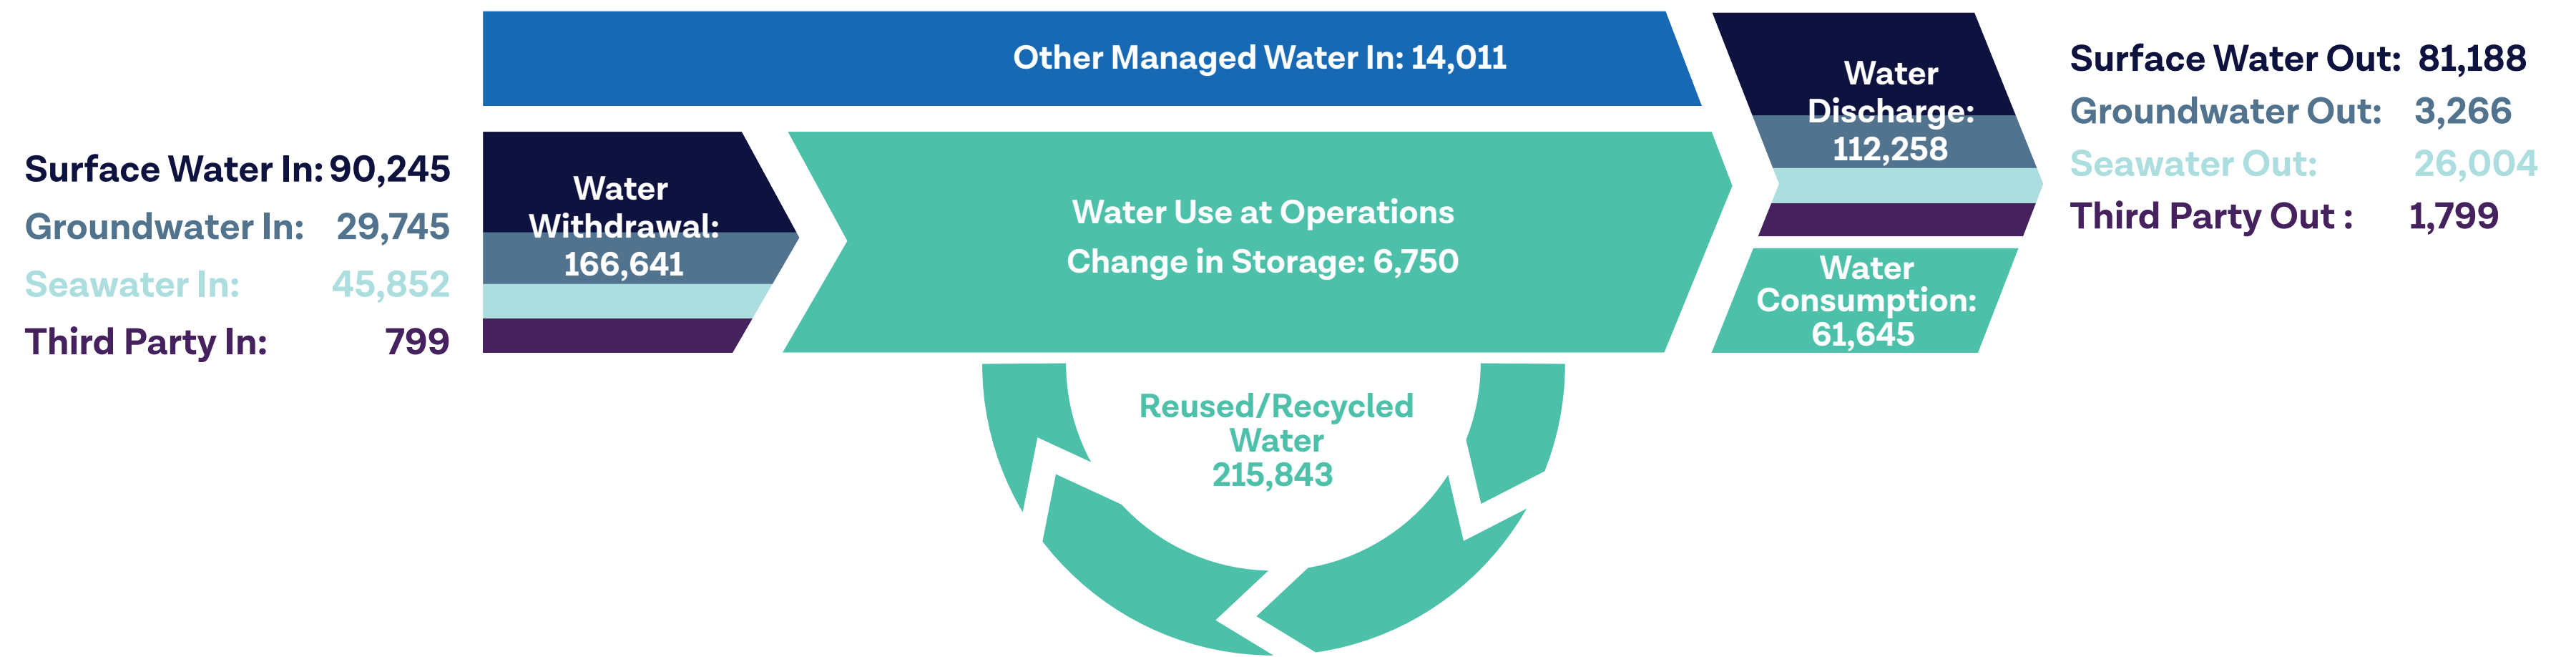 Other Managed Water In: 14,011
Surface Water In: 90,245
Groundwater In: 29,745
Seawater In: 45,852
Third Party In: 799
Water
Withdrawal:
166,641
Water Use at Operations
Change in Storage: 6,750
Reused/Recycled
Water
215,843
Water
Discharge:
112,258
Water
Consumption:
61,645
Surface Water Out: 81,188
Groundwater Out: 3,266
Seawater Out: 26,004
Third Party Out : 1,799